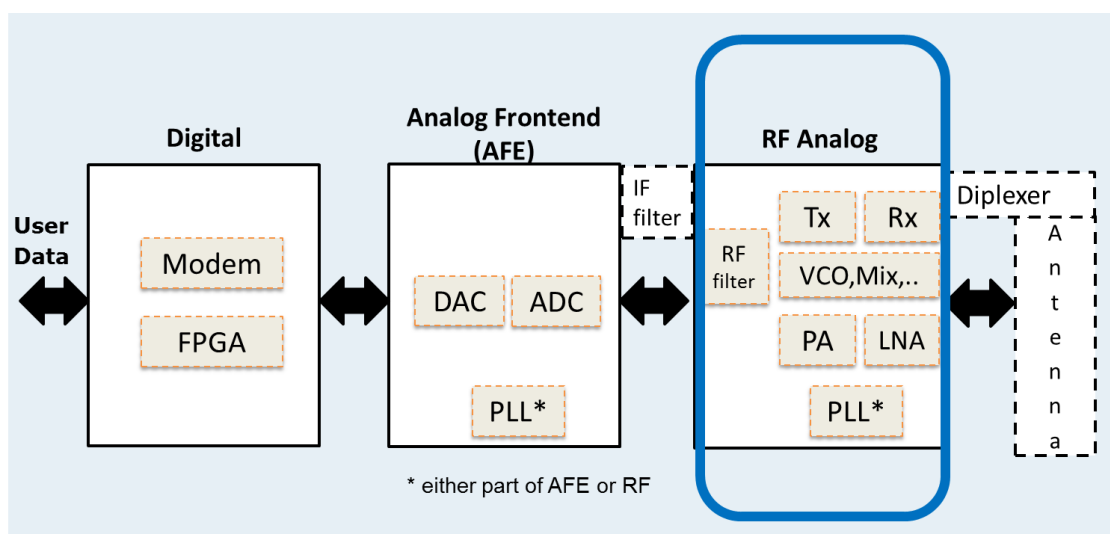 Digital
Analog Frontend
(AFE)
RF Analog
User
Data
Modem
FPGA
DAC
ADC
PLL*
IF
filter
RF
filter
Tx
Rx
VCO,Mix,..
PA
LNA
PLL*
Diplexer
A
n
t
e
n
n
a
* either part of AFE or RF